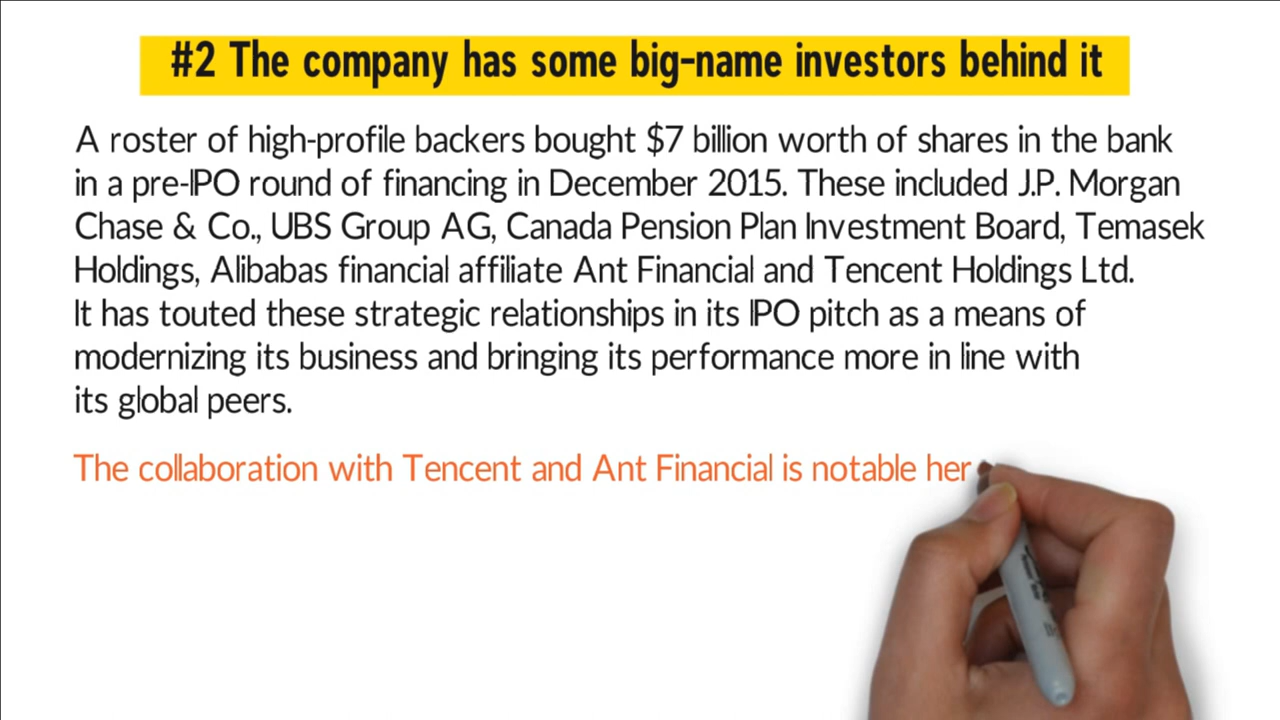 #2 The company has some big-name investors behind it
A roster of high-profile backers bought $7 billion worth of shares in the bank
in a pre-IPO round of financing in December 2015. These included J.P. Morgan
Chase & Co., UBS Group AG, Canada Pension Plan Investment Board, Temasek
Holdings, Alibabas financial affiliate Ant Financial and Tencent Holdings Ltd.
It has touted these strategic relationships in its IPO pitch as a means of
modernizing its business and bringing its performance more in line with
its global peers.
The collaboration with Tencent and Ant Financial is notable her